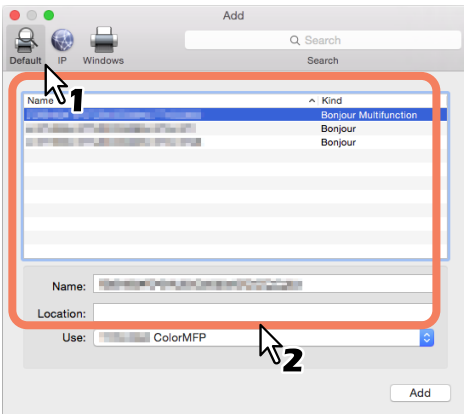 Add
Search
Default IP Windows Search
1
Name Kind
Bonjour Multifunction
Bonjour
Bonjour
Name:
Location:
2
Use: ColorMFP
Add